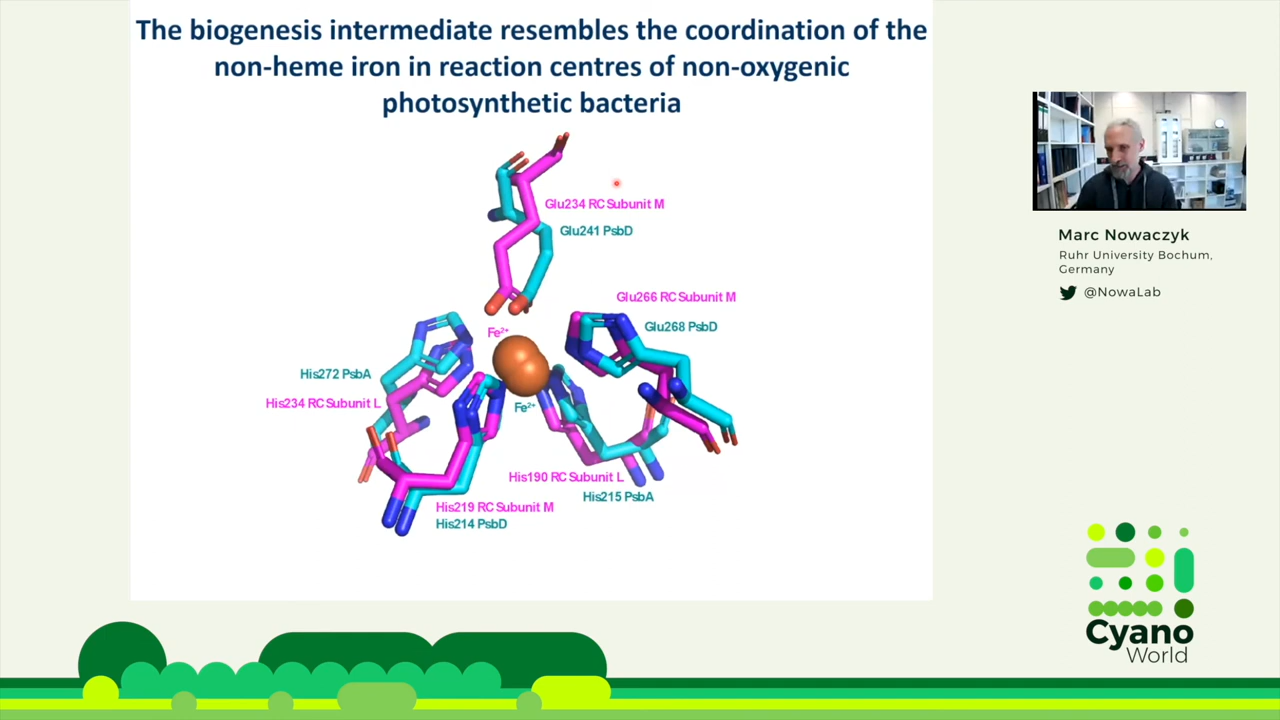 The biogenesis intermediate resembles the coordination of the
non-heme iron in reaction centres of non-oxygenic
photosynthetic bacteria
Glu234 RC Subunit M
Glu241 PsbD
Glu266 RC Subunit M
Glu268 PsbD
Fe²⁺
His272 PsbA
His234 RC Subunit L
Fe²⁺
His190 RC Subunit L
His215 PsbA
His219 RC Subunit M
His214 PsbD
Marc Nowaczyk
Ruhr University Bochum,
Germany
@NowaLab
Cyano
World